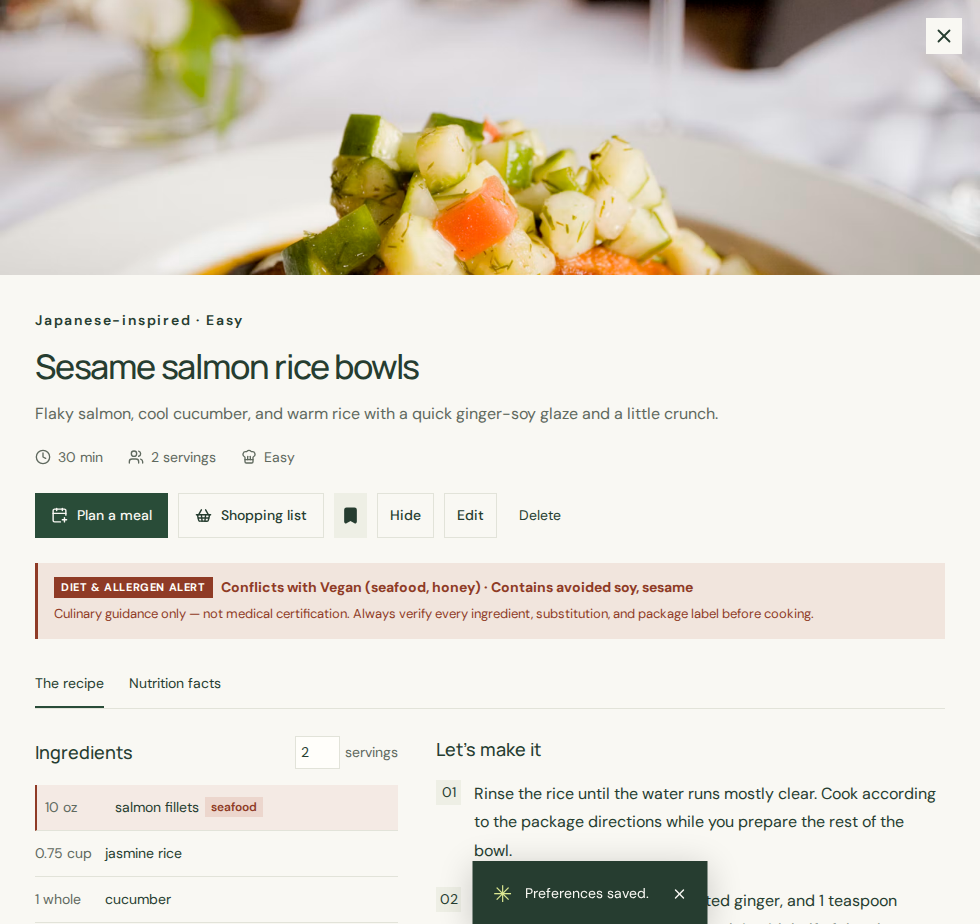 Japanese-inspired · Easy
Sesame salmon rice bowls
Flaky salmon, cool cucumber, and warm rice with a quick ginger-soy glaze and a little crunch.
30 min 2 servings Easy
Plan a meal Shopping list Hide Edit Delete
DIET & ALLERGEN ALERT Conflicts with Vegan (seafood, honey) · Contains avoided soy, sesame
Culinary guidance only — not medical certification. Always verify every ingredient, substitution, and package label before cooking.
The recipe Nutrition facts
Ingredients 2 servings
10 oz salmon fillets seafood
0.75 cup jasmine rice
1 whole cucumber
Let's make it
01 Rinse the rice until the water runs mostly clear. Cook according
to the package directions while you prepare the rest of the
bowl.
02 ted ginger, and 1 teaspoon
Preferences saved.